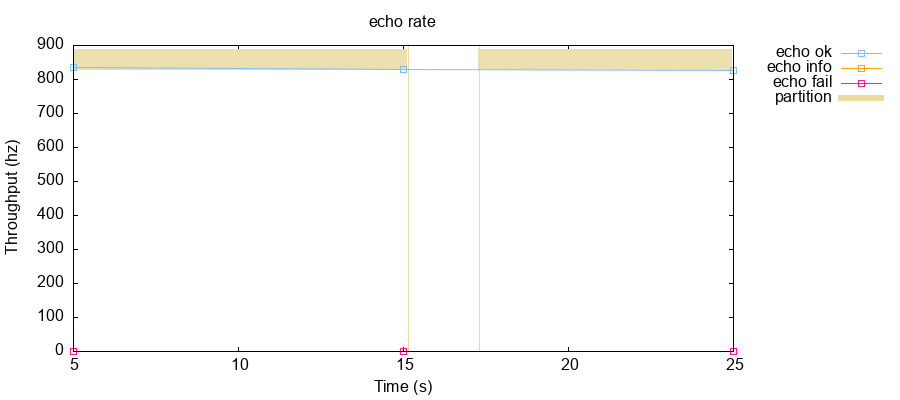 echo rate
900
800
700
600
500
400
300
200
100
0
Throughput (hz)
5
10
15
20
25
Time (s)
echo ok
echo info
echo fail
partition